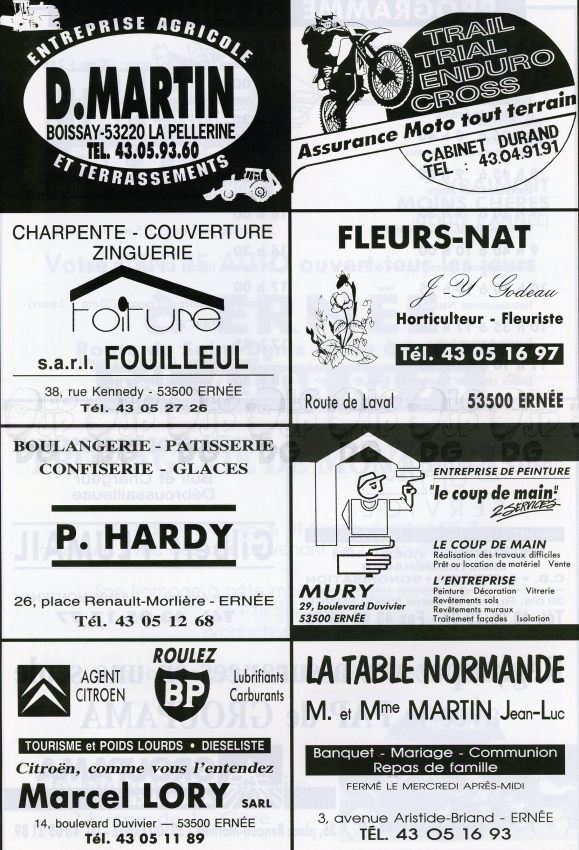 ENTREPRISE AGRICOLE
D.MARTIN
BOISSAY-53220 LA PELLERINE
TEL. 43.05.93.60
ET TERRASSEMENTS
TRAIL
TRIAL
ENDURO
CROSS
Assurance Moto tout terrain
CABINET DURAND
TEL : 43.04.91.91
CHARPENTE - COUVERTURE
ZINGUERIE
Toiture
s.a.r.l. FOUILLEUL
38, rue Kennedy - 53500 ERNÉE
Tél. 43 05 27 26
FLEURS-NAT
J-Y Godeau
Horticulteur - Fleuriste
Tél. 43 05 16 97
Route de Laval 53500 ERNÉE
BOULANGERIE - PATISSERIE
CONFISERIE - GLACES
P. HARDY
26, place Renault-Morlière - ERNÉE
Tél. 43 05 12 68
ENTREPRISE DE PEINTURE
"le coup de main"
2 SERVICES
LE COUP DE MAIN
Réalisation des travaux difficiles
Prêt ou location de matériel Vente
L'ENTREPRISE
Peinture Décoration Vitrerie
Revêtements sols
Revêtements muraux
Traitement façades Isolation
MURY
29, boulevard Duvivier
53500 ERNÉE
AGENT
CITROEN
ROULEZ
BP
Lubrifiants
Carburants
TOURISME et POIDS LOURDS • DIESELISTE
Citroën, comme vous l'entendez
Marcel LORY SARL
14, boulevard Duvivier — 53500 ERNÉE
Tél. 43 05 11 89
LA TABLE NORMANDE
M. et Mme MARTIN Jean-Luc
Banquet - Mariage - Communion
Repas de famille
FERMÉ LE MERCREDI APRÈS-MIDI
3, avenue Aristide-Briand - ERNÉE
TÉL. 43 O5 16 93